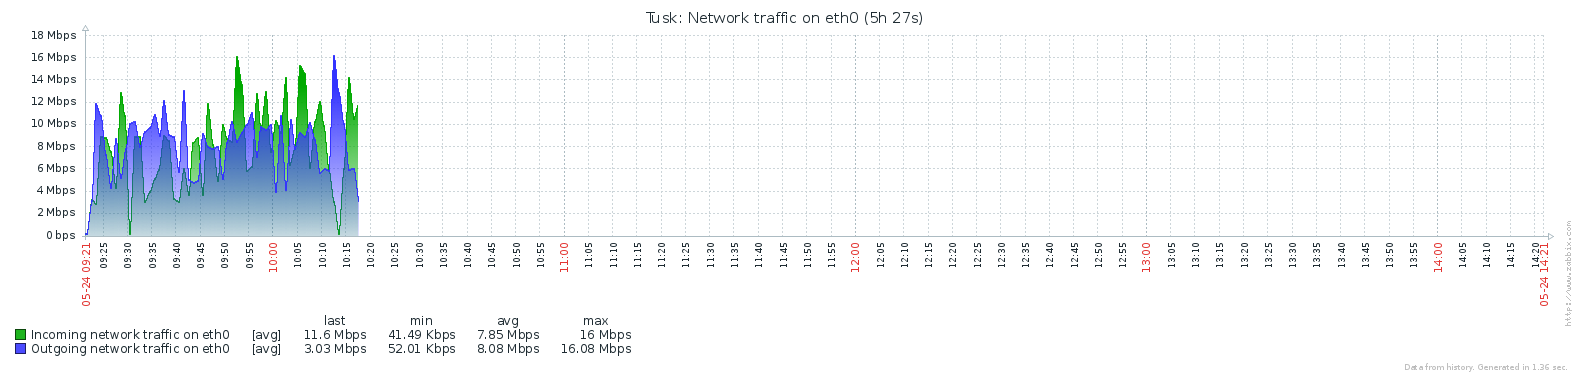 Tusk: Network traffic on eth0 (5h 27s)
18 Mbps
16 Mbps
14 Mbps
12 Mbps
10 Mbps
8 Mbps
6 Mbps
4 Mbps
2 Mbps
0 bps
05-24 09:21 09:25 09:30 09:35 09:40 09:45 09:50 09:55 10:00 10:05 10:10 10:15 10:20 10:25 10:30 10:35 10:40 10:45 10:50 10:55 11:00 11:05 11:10 11:15 11:20 11:25 11:30 11:35 11:40 11:45 11:50 11:55 12:00 12:05 12:10 12:15 12:20 12:25 12:30 12:35 12:40 12:45 12:50 12:55 13:00 13:05 13:10 13:15 13:20 13:25 13:30 13:35 13:40 13:45 13:50 13:55 14:00 14:05 14:10 14:15 14:20 05-24 14:21
http://www.zabbix.com
last min avg max
Incoming network traffic on eth0 [avg] 11.6 Mbps 41.49 Kbps 7.85 Mbps 16 Mbps
Outgoing network traffic on eth0 [avg] 3.03 Mbps 52.01 Kbps 8.08 Mbps 16.08 Mbps
Data from history. Generated in 1.36 sec.